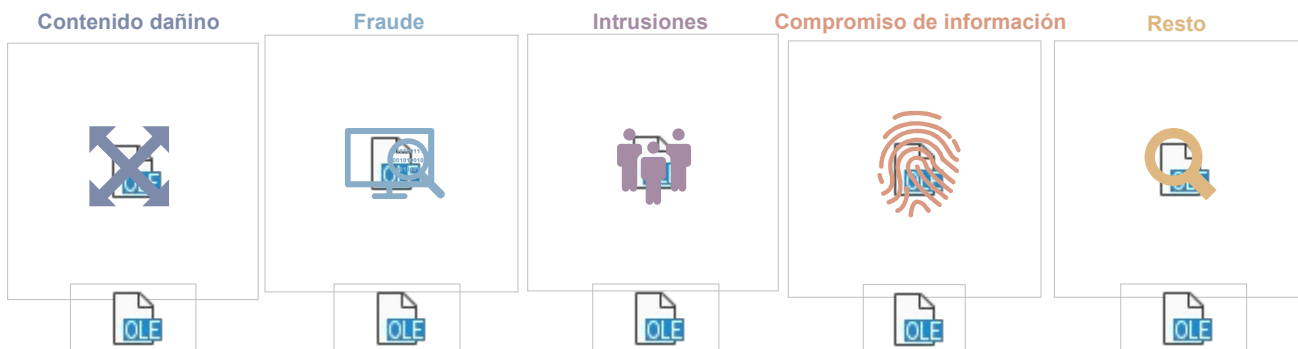 Contenido dañino
Fraude
Intrusiones
Compromiso de información
Resto
OLE
OLE
OLE
OLE
OLE
OLE
OLE
OLE
OLE
OLE